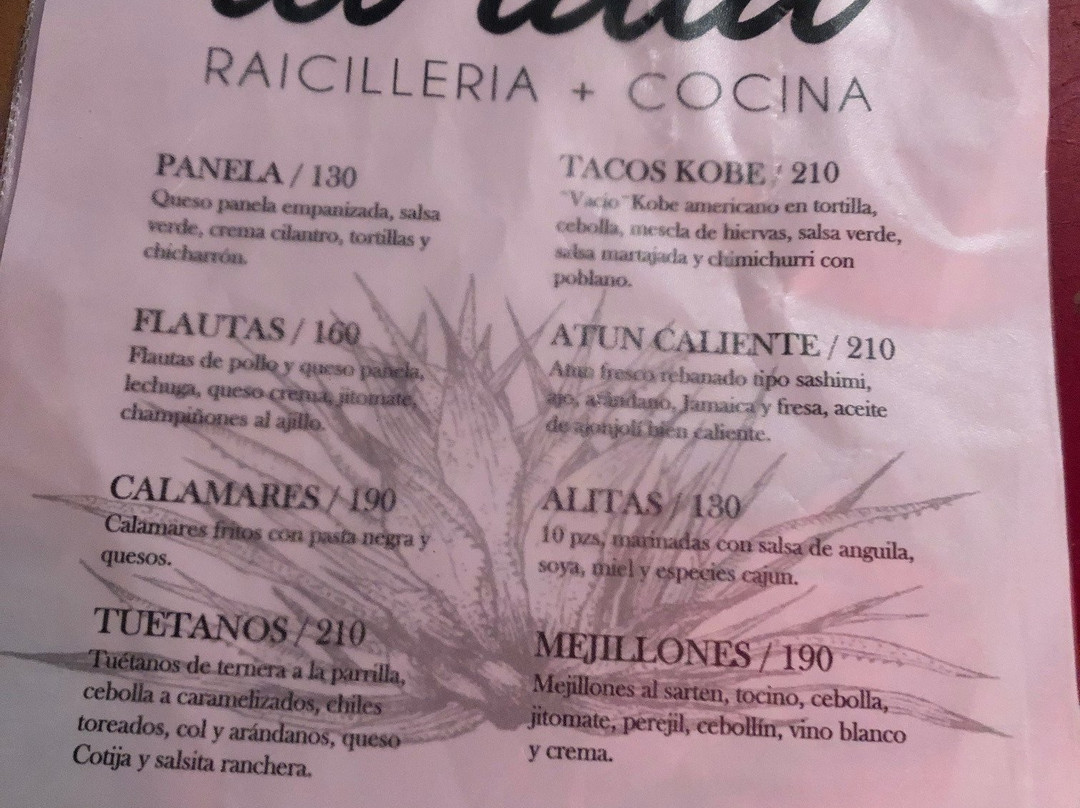 RAICILLERIA + COCINA
PANELA / 130
Queso panela empanizada, salsa
verde, crema cilantro, tortillas y
chicharrón.
FLAUTAS / 160
Flautas de pollo y queso panela,
lechuga, queso crema, jitomate,
champiñones al ajillo.
CALAMARES / 190
Calamares fritos con pasta negra y
quesos.
TUETANOS / 210
Tuétanos de ternera a la parrilla,
cebolla a caramelizados, chiles
toreados, col y arándanos, queso
Cotija y salsita ranchera.
TACOS KOBE / 210
"Vacío" Kobe americano en tortilla,
cebolla, mescla de hiervas, salsa verde,
salsa martajada y chimichurri con
poblano.
ATUN CALIENTE / 210
Atun fresco rebanado tipo sashimi,
ajo, arándano, Jamaica y fresa, aceite
de ajonjolí bien caliente.
ALITAS / 130
10 pzs, marinadas con salsa de anguila,
soya, miel y especies cajun.
MEJILLONES / 190
Mejillones al sarten, tocino, cebolla,
jitomate, perejil, cebollín, vino blanco
y crema.